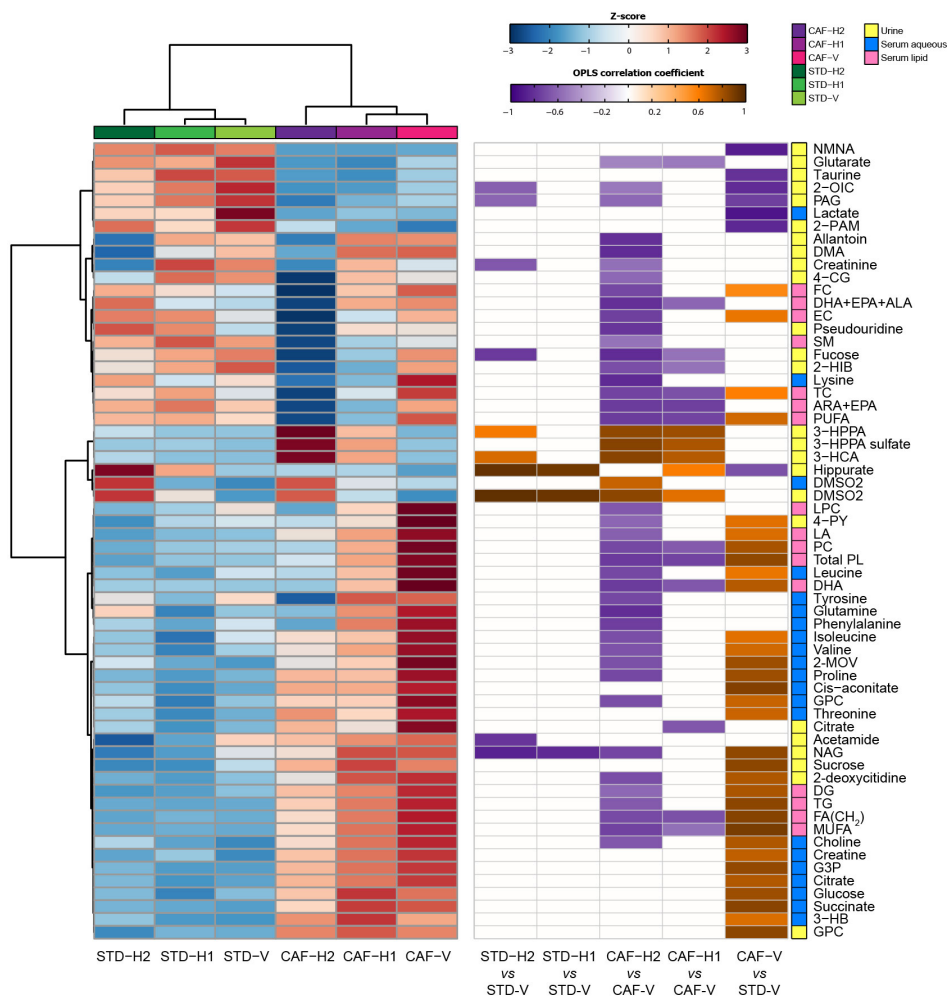 Z-score
−3 −2 −1 0 1 2 3
OPLS correlation coefficient
−1 −0.6 −0.2 0.2 0.6 1
CAF−H2
CAF−H1
CAF−V
STD−H2
STD−H1
STD−V
Urine
Serum aqueous
Serum lipid
NMNA
Glutarate
Taurine
2−OIC
PAG
Lactate
2−PAM
Allantoin
DMA
Creatinine
4−CG
FC
DHA+EPA+ALA
EC
Pseudouridine
SM
Fucose
2−HIB
Lysine
TC
ARA+EPA
PUFA
3−HPPA
3−HPPA sulfate
3−HCA
Hippurate
DMSO2
DMSO2
LPC
4−PY
LA
PC
Total PL
Leucine
DHA
Tyrosine
Glutamine
Phenylalanine
Isoleucine
Valine
2−MOV
Proline
Cis−aconitate
GPC
Threonine
Citrate
Acetamide
NAG
Sucrose
2-deoxycitidine
DG
TG
FA(CH₂)
MUFA
Choline
Creatine
G3P
Citrate
Glucose
Succinate
3−HB
GPC
STD−H2 STD−H1 STD−V CAF−H2 CAF−H1 CAF−V
STD−H2 STD−H1 CAF−H2 CAF−H1 CAF−V
vs vs vs vs vs
STD-V STD-V CAF-V CAF-V STD-V